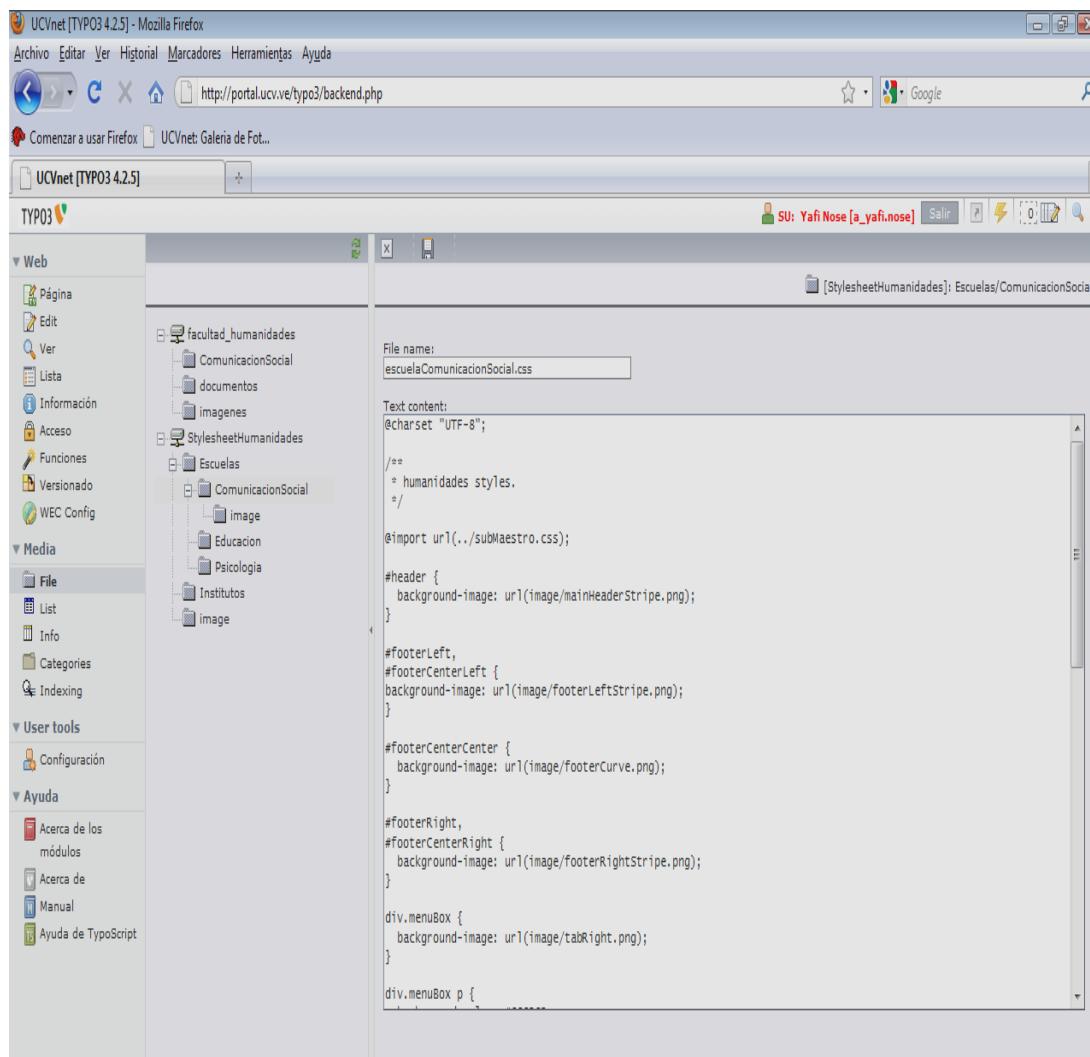 UCVnet [TYPO3 4.2.5] - Mozilla Firefox
Archivo Editar Ver Historial Marcadores Herramientas Ayuda
http://portal.ucv.ve/typo3/backend.php
Google
Comenzar a usar Firefox UCVnet: Galeria de Fot...
UCVnet [TYPO3 4.2.5]
TYPO3
SU: Yafi Nose [a_yafi.nose] Salir 0
Web
Página
Edit
Ver
Lista
Información
Acceso
Funciones
Versionado
WEC Config
Media
File
List
Info
Categories
Indexing
User tools
Configuración
Ayuda
Acerca de los
módulos
Acerca de
Manual
Ayuda de TypoScript
facultad_humanidades
ComunicacionSocial
documentos
imagenes
StylesheetHumanidades
Escuelas
ComunicacionSocial
image
Educacion
Psicologia
Institutos
image
[StylesheetHumanidades]: Escuelas/ComunicacionSocia
File name:
escuelaComunicacionSocial.css
Text content:
@charset "UTF-8";
/**
* humanidades styles.
*/
@import url(../subMaestro.css);
#header {
background-image: url(image/mainHeaderStripe.png);
}
#footerLeft,
#footerCenterLeft {
background-image: url(image/footerLeftStripe.png);
}
#footerCenterCenter {
background-image: url(image/footerCurve.png);
}
#footerRight,
#footerCenterRight {
background-image: url(image/footerRightStripe.png);
}
div.menuBox {
background-image: url(image/tabRight.png);
}
div.menuBox p {